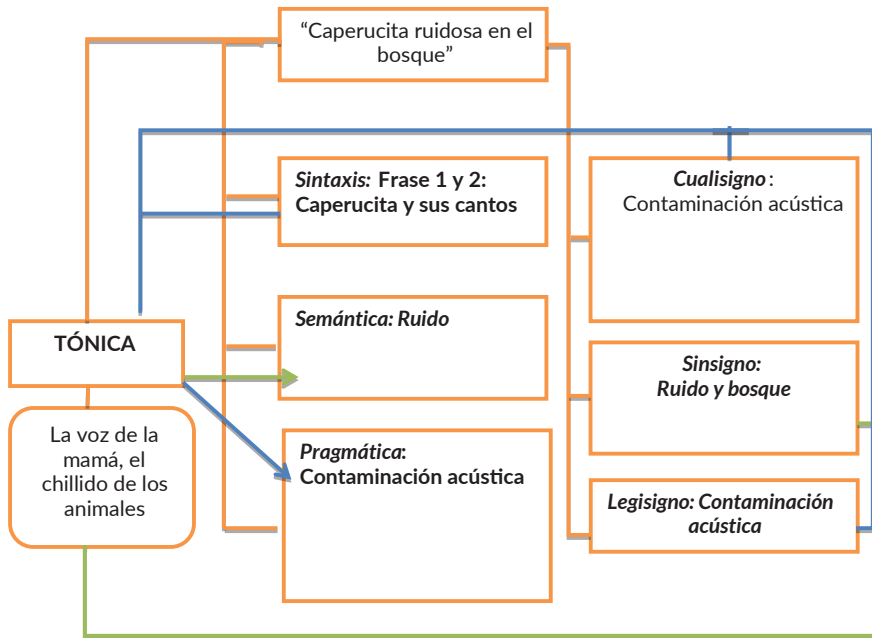 “Caperucita ruidosa en el
bosque”
Sintaxis: Frase 1 y 2:
Caperucita y sus cantos
Cualisigno :
Contaminación acústica
Semántica: Ruido
TÓNICA
Sinsigno:
Ruido y bosque
La voz de la
mamá, el
chillido de los
animales
Pragmática:
Contaminación acústica
Legisigno: Contaminación
acústica